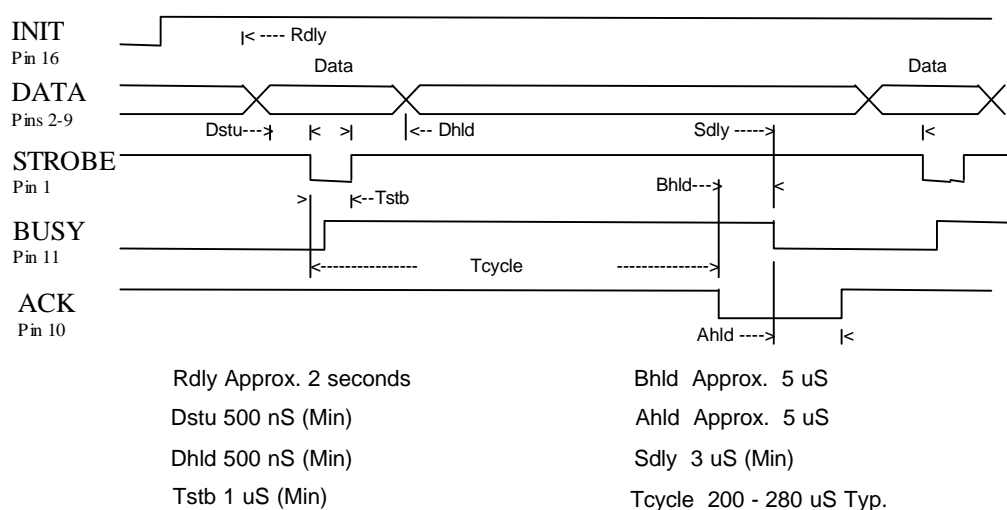 INIT
Pin 16
|< ---- Rdly
Data
Data
DATA
Pins 2-9
Dstu--->|
|< >|
|<-- Dhld
Sdly ---->|
|<
STROBE
Pin 1
>|
|<--Tstb
Bhld--->|
|<
BUSY
Pin 11
|<-------------- Tcycle -------------->|
ACK
Pin 10
Ahld ---->|
|<
Rdly Approx. 2 seconds
Bhld Approx. 5 uS
Dstu 500 nS (Min)
Ahld Approx. 5 uS
Dhld 500 nS (Min)
Sdly 3 uS (Min)
Tstb 1 uS (Min)
Tcycle 200 - 280 uS Typ.